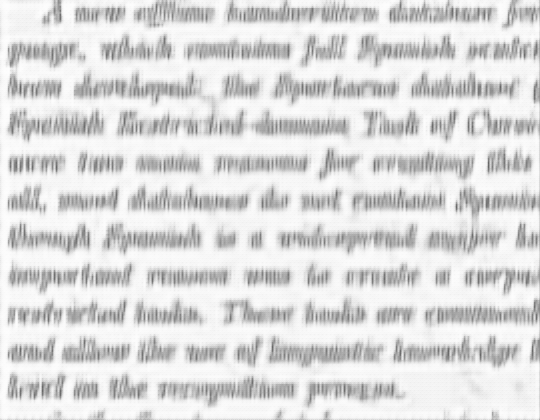 A new offline handwritten database for
guage, which contains full Spanish sentences
been developed: the Spartacus database
Spanish Restricted-domain Task of Cursive
were two main reasons for creating this
all, most databases do not contain Spanish
though Spanish is a widespread major
important reason was to create a corpus
restricted tasks. These tasks are commonly
and allow the use of linguistic knowledge
level in the recognition process.